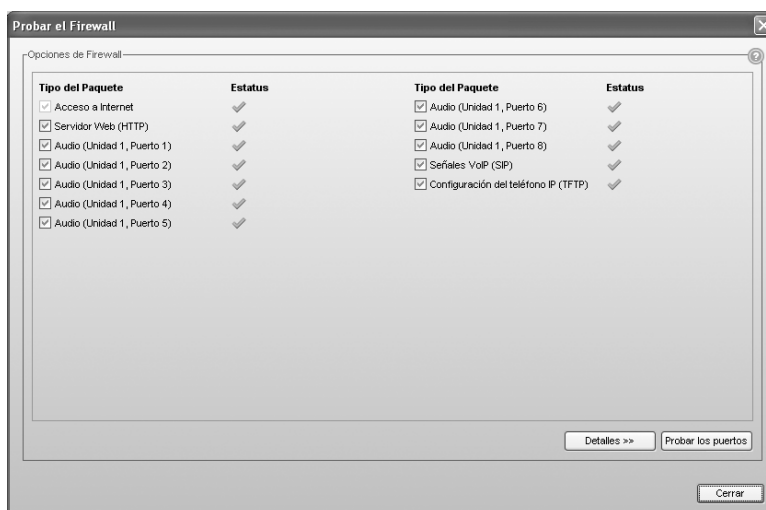 Probar el Firewall
Opciones de Firewall
Tipo del Paquete Estatus
Acceso a Internet
Servidor Web (HTTP)
Audio (Unidad 1, Puerto 1)
Audio (Unidad 1, Puerto 2)
Audio (Unidad 1, Puerto 3)
Audio (Unidad 1, Puerto 4)
Audio (Unidad 1, Puerto 5)
Tipo del Paquete Estatus
Audio (Unidad 1, Puerto 6)
Audio (Unidad 1, Puerto 7)
Audio (Unidad 1, Puerto 8)
Señales VoIP (SIP)
Configuración del teléfono IP (TFTP)
Detalles >> Probar los puertos
Cerrar